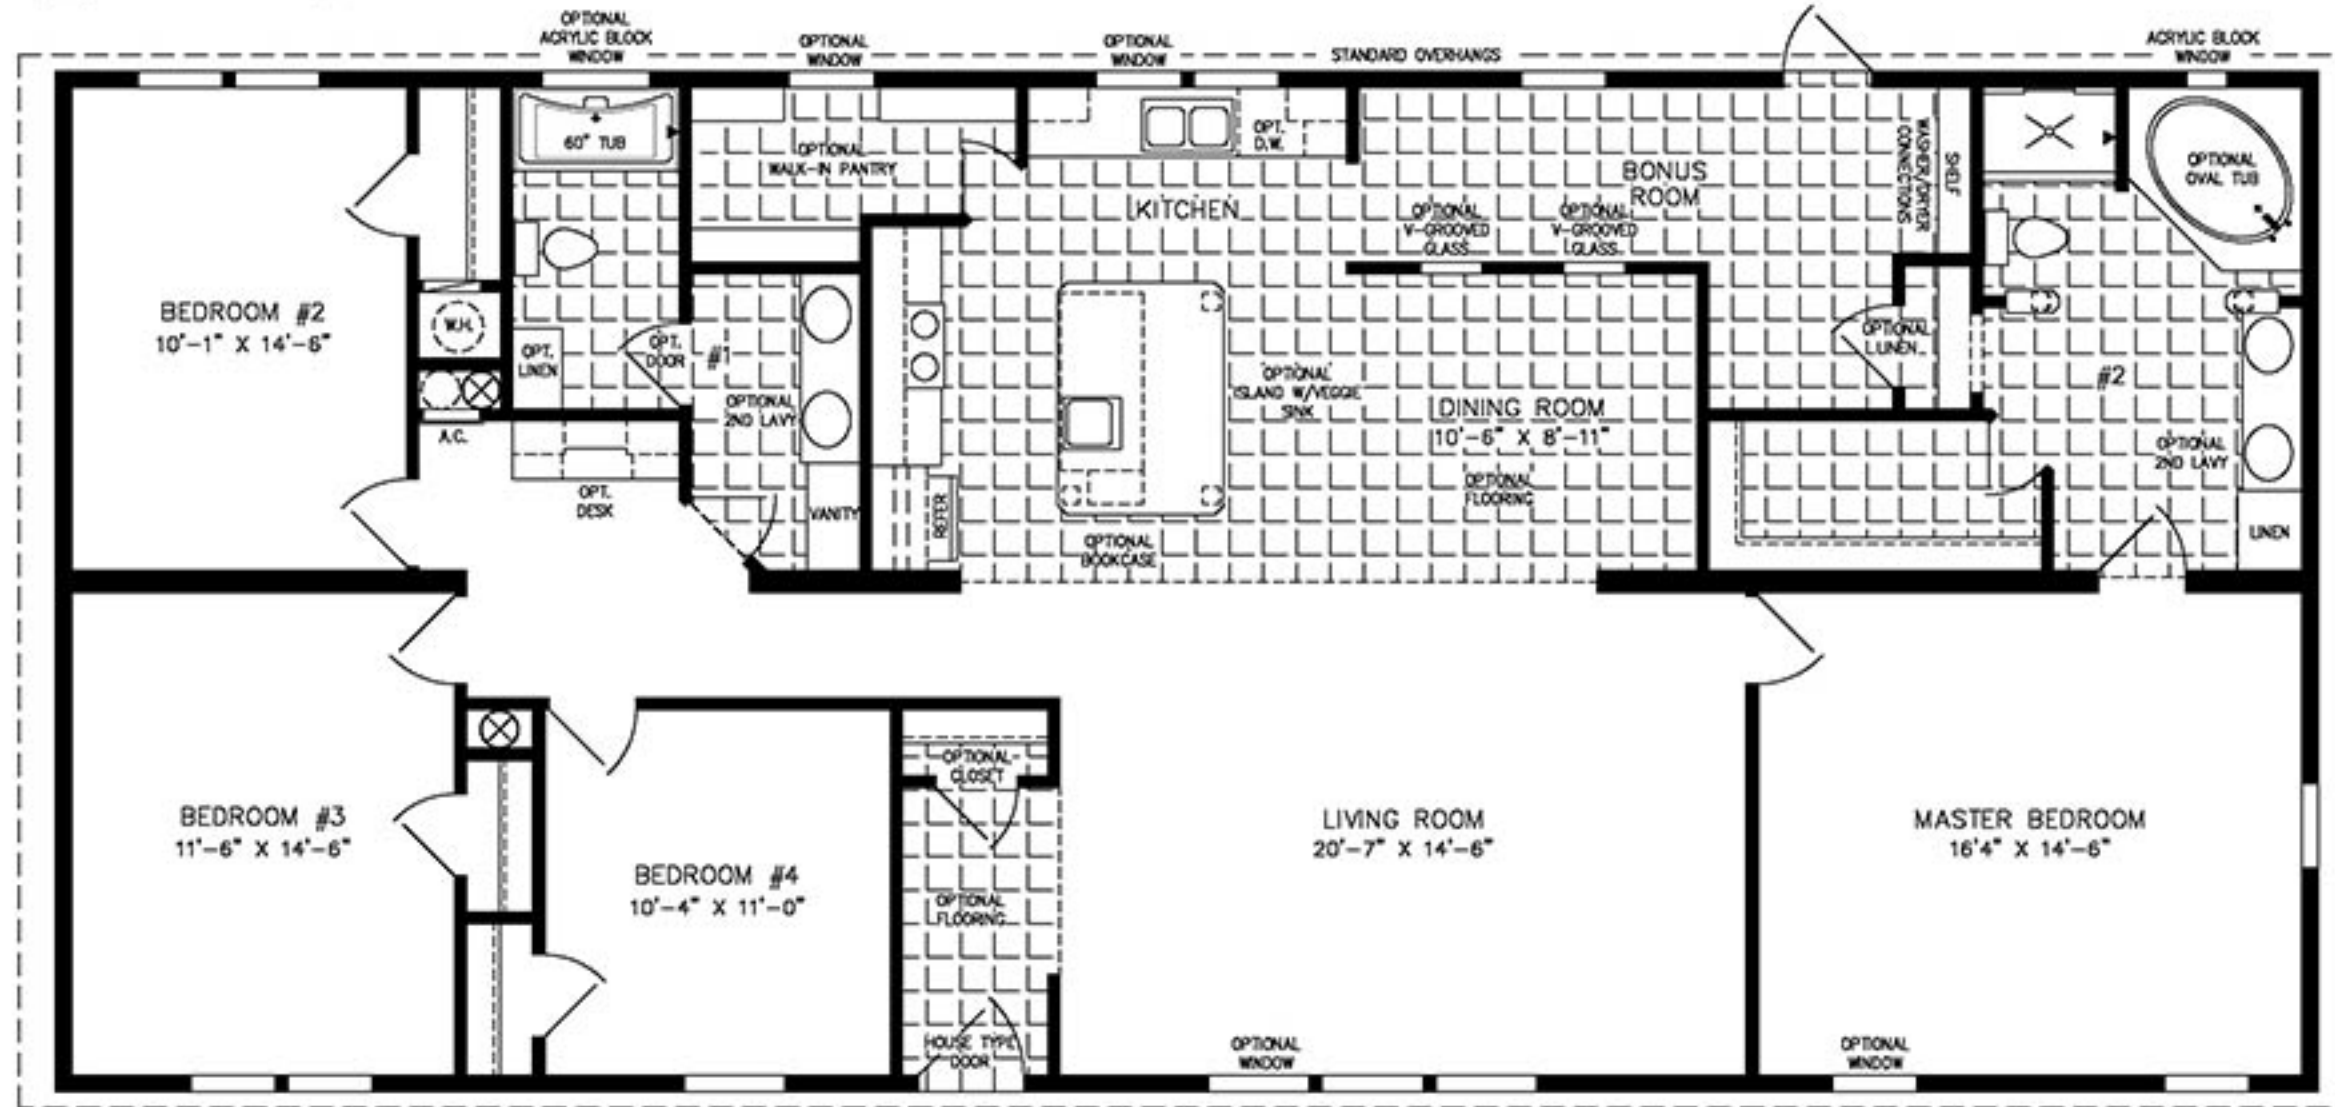 OPTIONAL
ACRYLIC BLOCK
WINDOW
OPTIONAL
WINDOW
OPTIONAL
WINDOW
STANDARD OVERHANGS
ACRYLIC BLOCK
WINDOW
60" TUB
OPTIONAL
WALK-IN PANTRY
OPT.
D.W.
KITCHEN
BONUS
ROOM
OPTIONAL
V-GROOVED
GLASS
OPTIONAL
V-GROOVED
GLASS
WASHER/DRYER
CONNECTIONS
SHELF
OPTIONAL
OVAL TUB
BEDROOM #2
10'-1" X 14'-6"
W.H.
A.C.
OPT.
LINEN
OPT.
DOOR
#1
OPTIONAL
2ND LAVY
OPT.
DESK
VANITY
REFER
OPTIONAL
ISLAND W/VEGGIE
SINK
OPTIONAL
BOOKCASE
DINING ROOM
10'-6" X 8'-11"
OPTIONAL
FLOORING
OPTIONAL
LINEN
#2
OPTIONAL
2ND LAVY
LINEN
BEDROOM #3
11'-6" X 14'-6"
BEDROOM #4
10'-4" X 11'-0"
OPTIONAL
CLOSET
OPTIONAL
FLOORING
HOUSE TYPE
DOOR
LIVING ROOM
20'-7" X 14'-6"
OPTIONAL
WINDOW
MASTER BEDROOM
16'4" X 14'-6"
OPTIONAL
WINDOW